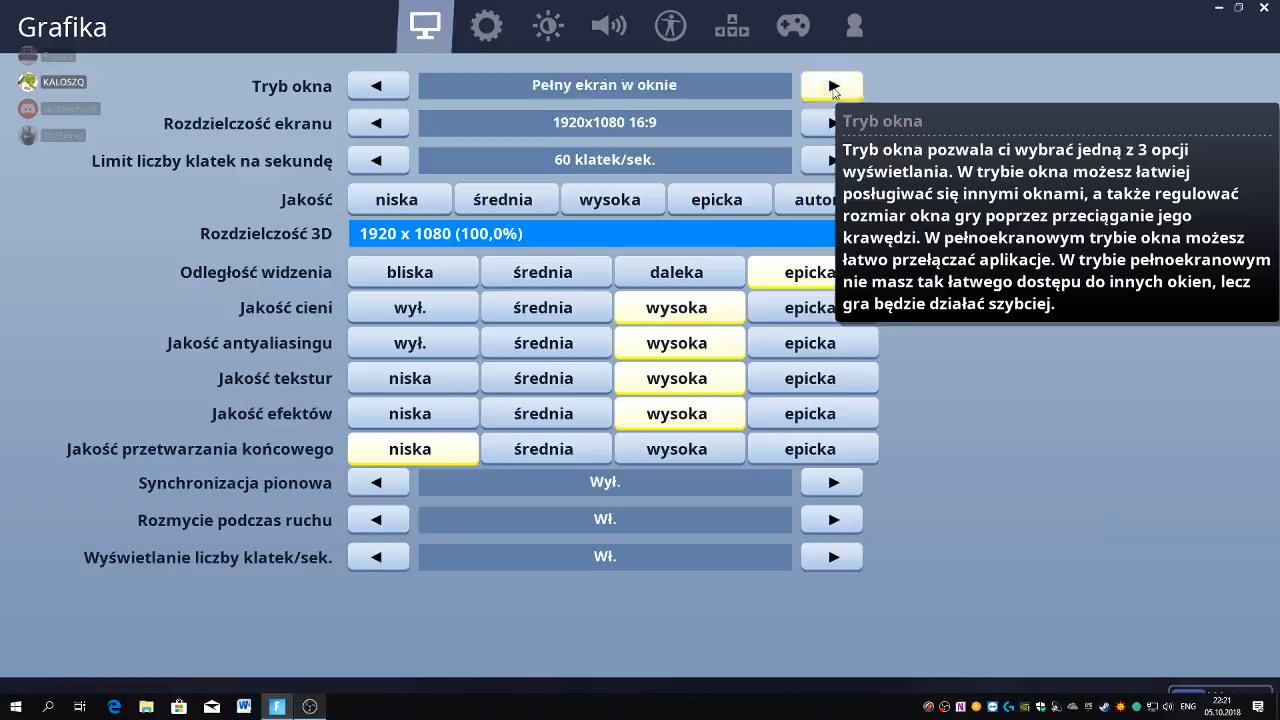 Grafika
KALOSZQ
Tryb okna
Pełny ekran w oknie
Rozdzielczość ekranu
1920x1080 16:9
Limit liczby klatek na sekundę
60 klatek/sek.
Jakość niska średnia wysoka epicka
Rozdzielczość 3D
1920 x 1080 (100,0%)
Odległość widzenia bliska średnia daleka epicka
Jakość cieni wył. średnia wysoka epicka
Jakość antyaliasingu wył. średnia wysoka epicka
Jakość tekstur niska średnia wysoka epicka
Jakość efektów niska średnia wysoka epicka
Jakość przetwarzania końcowego niska średnia wysoka epicka
Synchronizacja pionowa Wył.
Rozmycie podczas ruchu Wł.
Wyświetlanie liczby klatek/sek. Wł.
Tryb okna
Tryb okna pozwala ci wybrać jedną z 3 opcji
wyświetlania. W trybie okna możesz łatwiej
posługiwać się innymi oknami, a także regulować
rozmiar okna gry poprzez przeciąganie jego
krawędzi. W pełnoekranowym trybie okna możesz
łatwo przełączać aplikacje. W trybie pełnoekranowym
nie masz tak łatwego dostępu do innych okien, lecz
gra będzie działać szybciej.
22:21
05.10.2018